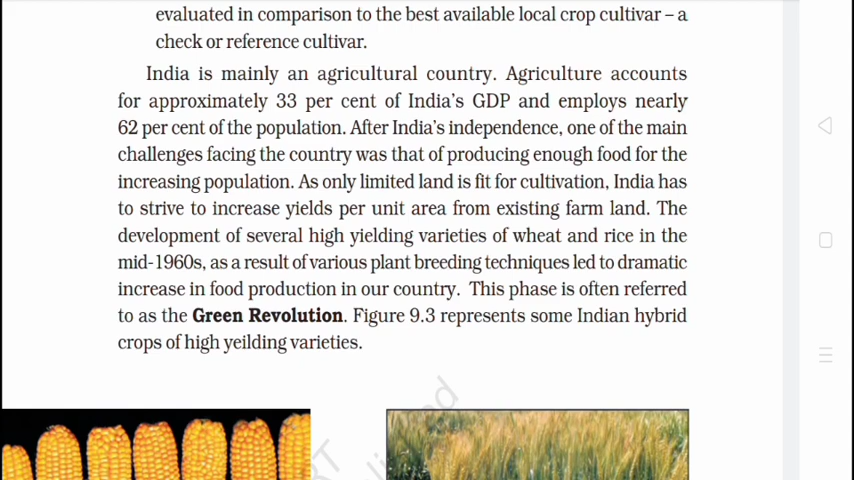 evaluated in comparison to the best available local crop cultivar – a
check or reference cultivar.
India is mainly an agricultural country. Agriculture accounts
for approximately 33 per cent of India's GDP and employs nearly
62 per cent of the population. After India's independence, one of the main
challenges facing the country was that of producing enough food for the
increasing population. As only limited land is fit for cultivation, India has
to strive to increase yields per unit area from existing farm land. The
development of several high yielding varieties of wheat and rice in the
mid-1960s, as a result of various plant breeding techniques led to dramatic
increase in food production in our country. This phase is often referred
to as the Green Revolution. Figure 9.3 represents some Indian hybrid
crops of high yeilding varieties.